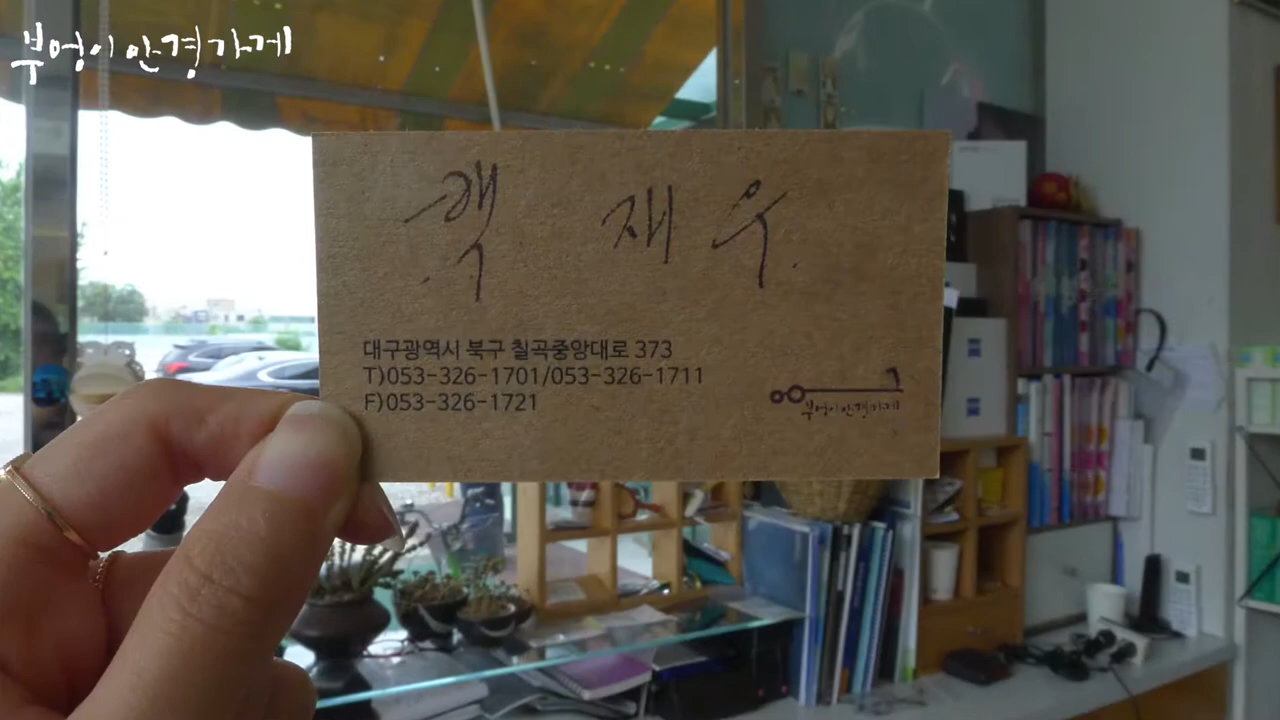 부엉이안경가게
재우
대구광역시 북구 칠곡중앙대로 373
T)053-326-1701/053-326-1711
F)053-326-1721
부엉이안경가게